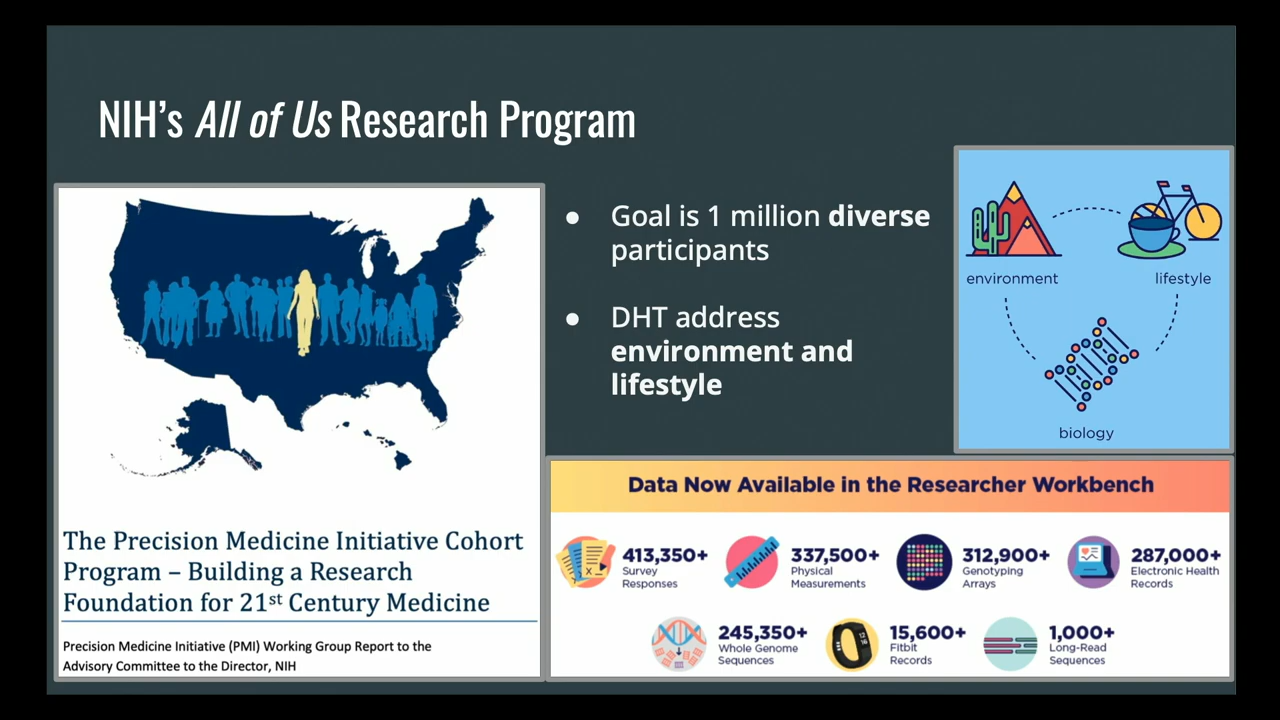 NIH's All of Us Research Program
The Precision Medicine Initiative Cohort
Program – Building a Research
Foundation for 21st Century Medicine
Precision Medicine Initiative (PMI) Working Group Report to the
Advisory Committee to the Director, NIH
● Goal is 1 million diverse
participants
● DHT address
environment and
lifestyle
environment
lifestyle
biology
Data Now Available in the Researcher Workbench
413,350+
Survey
Responses
337,500+
Physical
Measurements
312,900+
Genotyping
Arrays
287,000+
Electronic Health
Records
245,350+
Whole Genome
Sequences
15,600+
Fitbit
Records
1,000+
Long-Read
Sequences